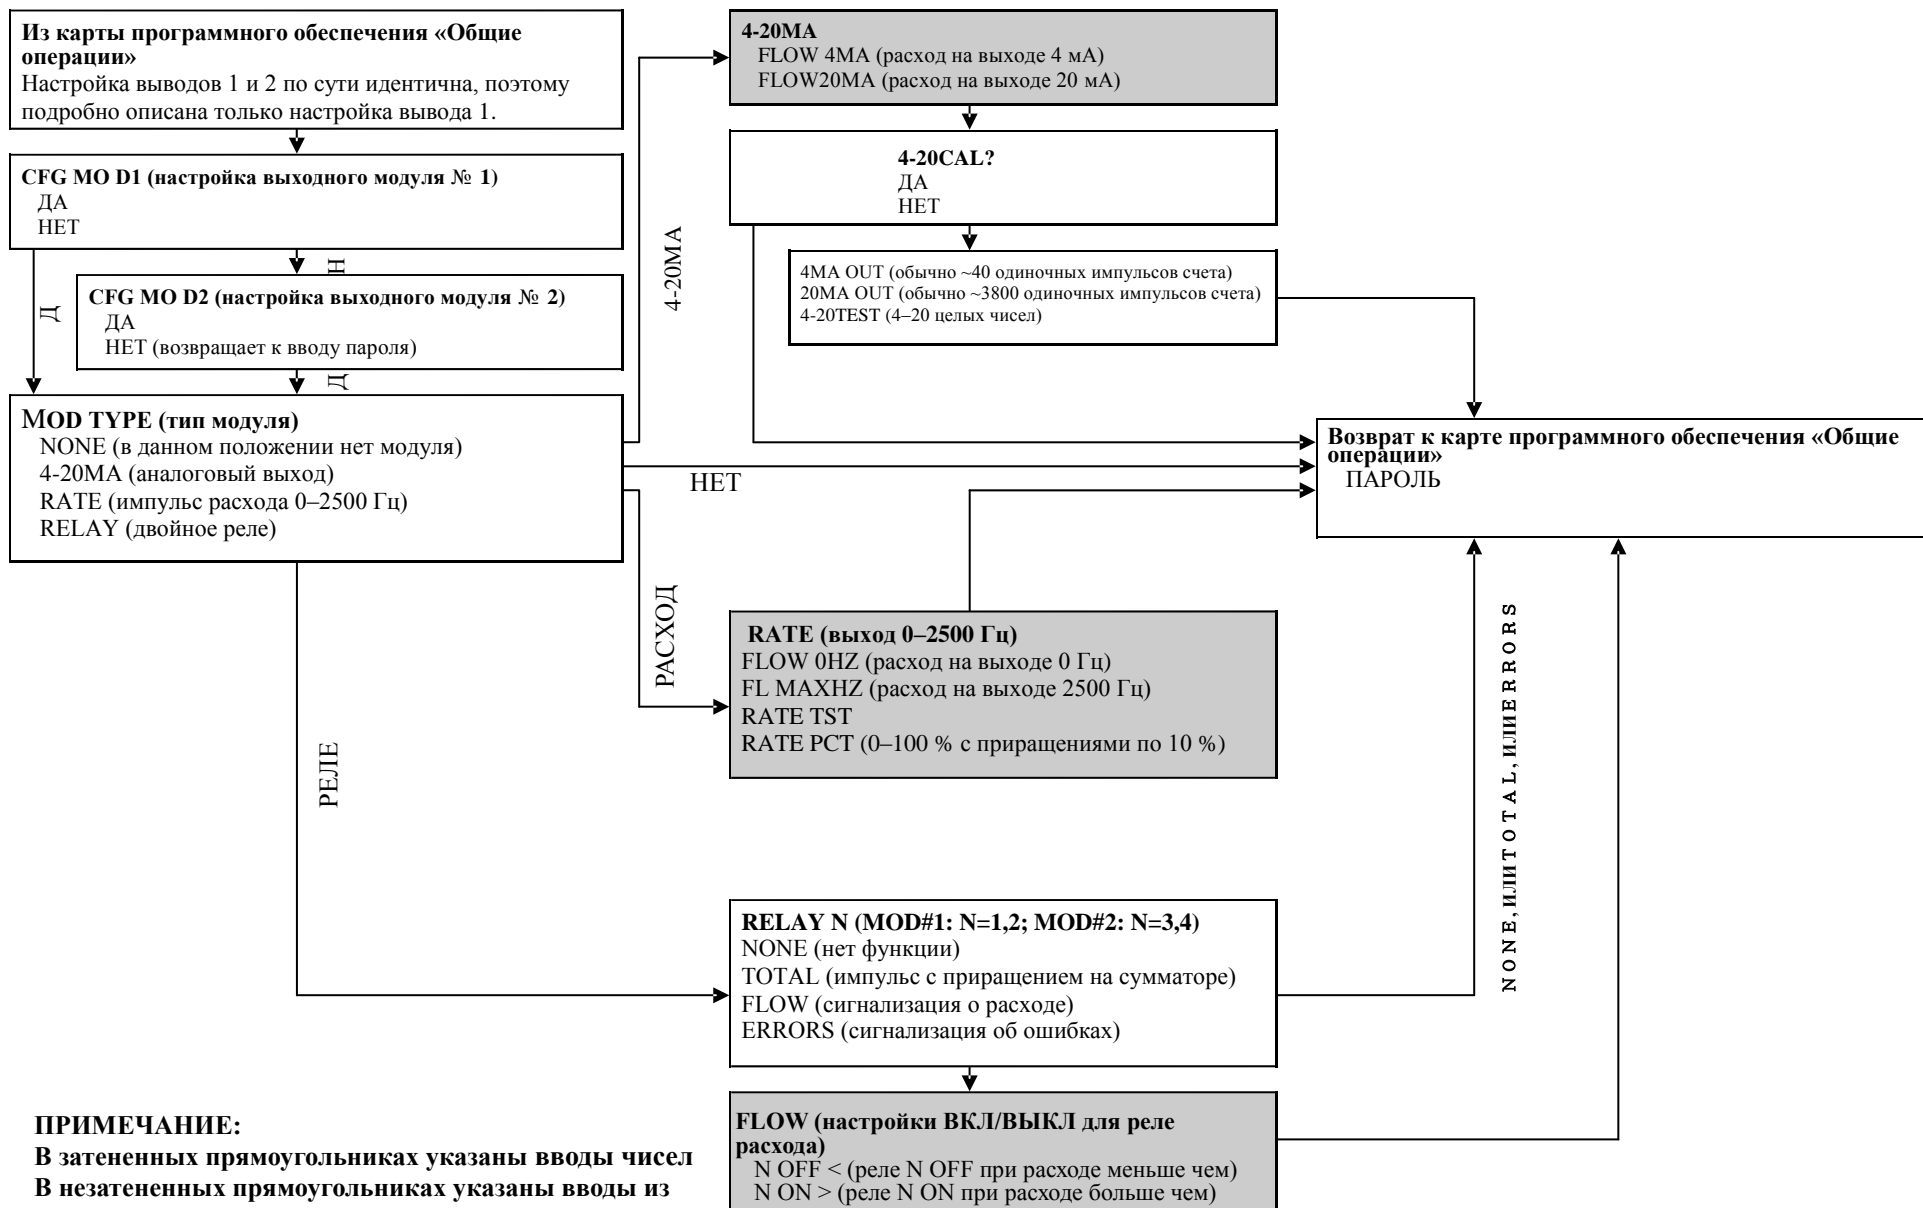 Из карты программного обеспечения «Общие
операции»
Настройка выводов 1 и 2 по сути идентична, поэтому
подробно описана только настройка вывода 1.
CFG MO D1 (настройка выходного модуля № 1)
ДА
НЕТ
Д
Н
CFG MO D2 (настройка выходного модуля № 2)
ДА
НЕТ (возвращает к вводу пароля)
Д
MOD TYPE (тип модуля)
NONE (в данном положении нет модуля)
4-20МА (аналоговый выход)
RATE (импульс расхода 0–2500 Гц)
RELAY (двойное реле)
4-20МА
НЕТ
РАСХОД
РЕЛЕ
4-20МА
FLOW 4MA (расход на выходе 4 мА)
FLOW20MA (расход на выходе 20 мА)
4-20CAL?
ДА
НЕТ
4MA OUT (обычно ~40 одиночных импульсов счета)
20MA OUT (обычно ~3800 одиночных импульсов счета)
4-20TEST (4–20 целых чисел)
Возврат к карте программного обеспечения «Общие
операции»
ПАРОЛЬ
RATE (выход 0–2500 Гц)
FLOW 0HZ (расход на выходе 0 Гц)
FL MAXHZ (расход на выходе 2500 Гц)
RATE TST
RATE PCT (0–100 % с приращениями по 10 %)
NONE, ИЛИ TOTAL, ИЛИ ERRORS
RELAY N (MOD#1: N=1,2; MOD#2: N=3,4)
NONE (нет функции)
TOTAL (импульс с приращением на сумматоре)
FLOW (сигнализация о расходе)
ERRORS (сигнализация об ошибках)
FLOW (настройки ВКЛ/ВЫКЛ для реле
расхода)
N OFF < (реле N OFF при расходе меньше чем)
N ON > (реле N ON при расходе больше чем)
ПРИМЕЧАНИЕ:
В затененных прямоугольниках указаны вводы чисел
В незатененных прямоугольниках указаны вводы из